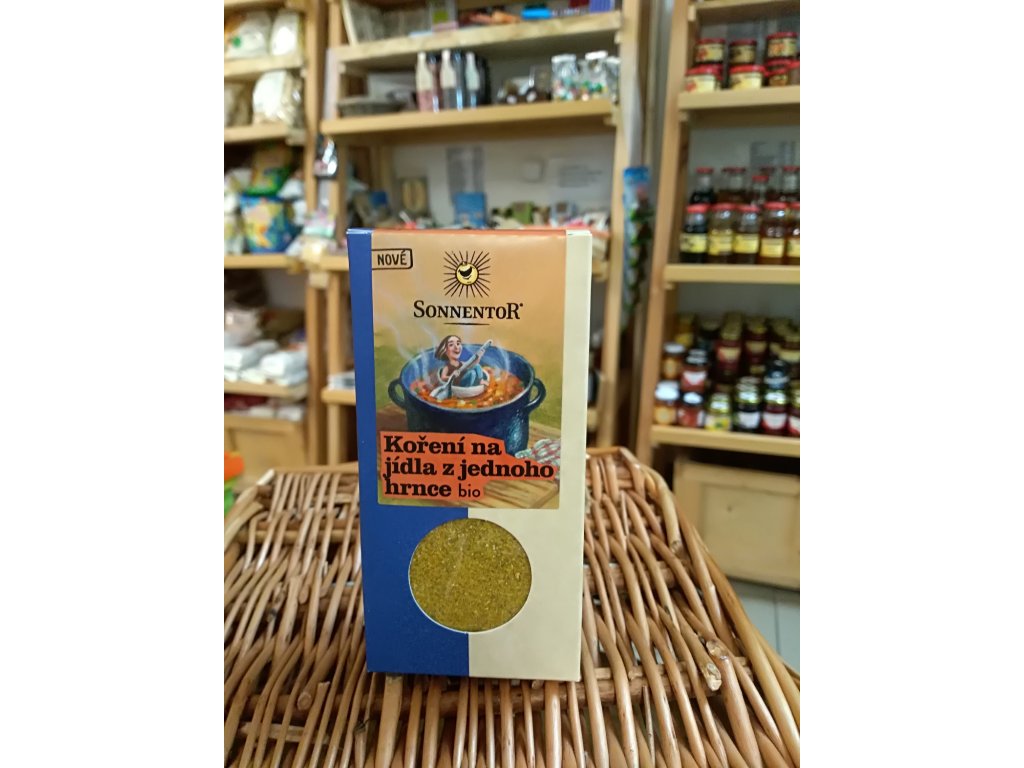 NOVÉ
SONNENTOR®
Koření na
jídla z jednoho
hrnce bio